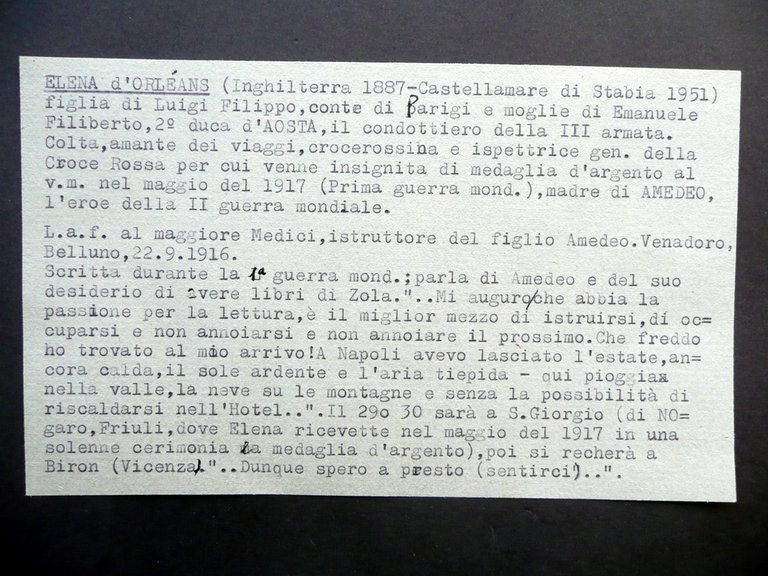 ELENA d'ORLÉANS (Inghilterra 1887-Castellamare di Stabia 1951)
figlia di Luigi Filippo,conte di Parigi e moglie di Emanuele
Filiberto,2º duca d'AOSTA,il condottiero della III armata.
Colta,amante dei viaggi,crocerossina e ispettrice gen. della
Croce Rossa per cui venne insignita di medaglia d'argento al
v.m. nel maggio del 1917 (Prima guerra mond.),madre di AMEDEO,
l'eroe della II guerra mondiale.
L.a.f. al maggiore Medici,istruttore del figlio Amedeo.Venadoro,
Belluno,22.9.1916.
Scritta durante la 1ª guerra mond.;parla di Amedeo e del suo
desiderio di avere libri di Zola."..Mi auguro che abbia la
passione per la lettura,è il miglior mezzo di istruirsi,di oc=
cuparsi e non annoiarsi e non annoiare il prossimo.Che freddo
ho trovato al mio arrivo!A Napoli avevo lasciato l'estate,an=
cora calda,il sole ardente e l'aria tiepida - qui pioggia
nella valle,la neve su le montagne e senza la possibilità di
riscaldarsi nell'Hotel..".Il 29o 30 sarà a S.Giorgio (di NO=
garo,Friuli,dove Elena ricevette nel maggio del 1917 in una
solenne cerimonia la medaglia d'argento),poi si recherà a
Biron (Vicenza)."..Dunque spero a presto (sentirci)..".